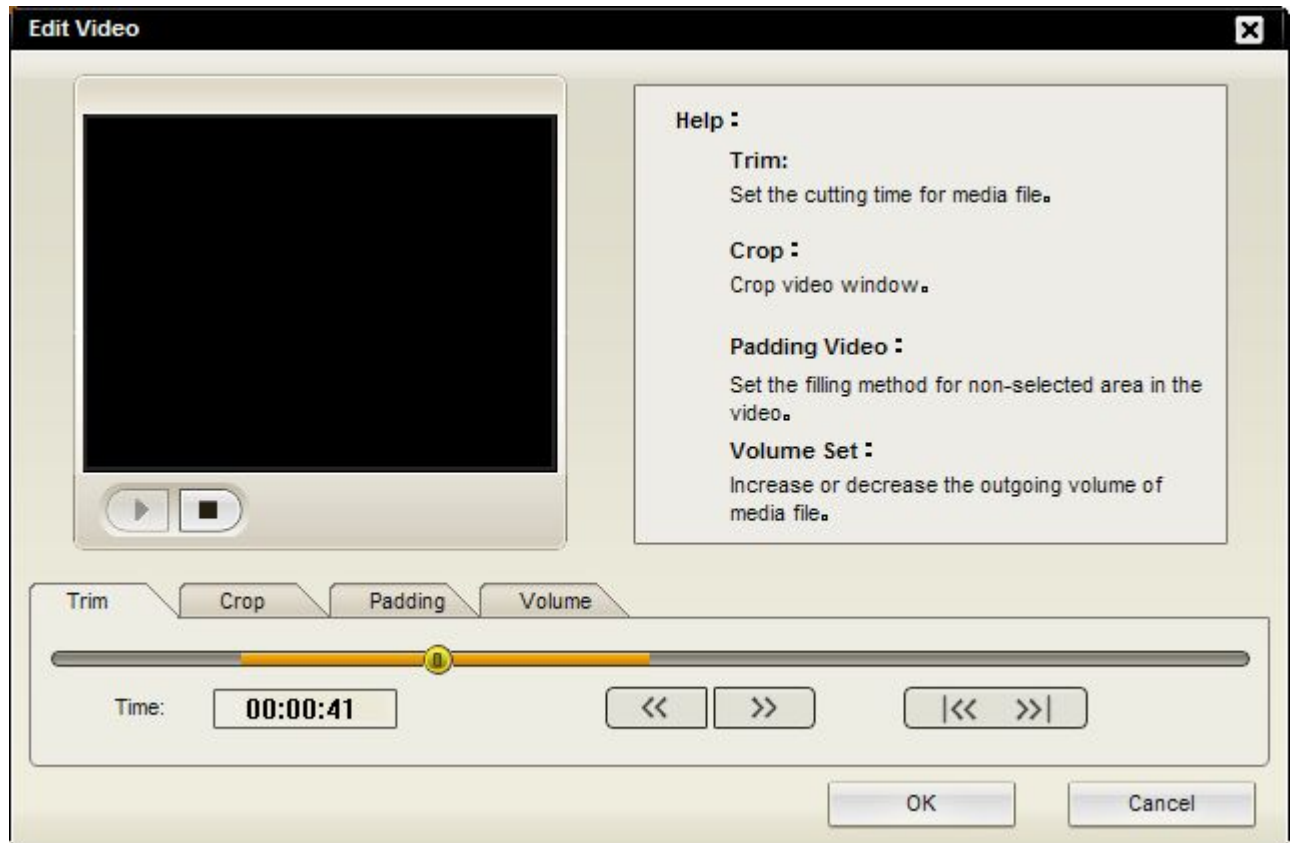 Edit Video
Help:
Trim:
Set the cutting time for media file。
Crop:
Crop video window。
Padding Video:
Set the filling method for non-selected area in the
video。
Volume Set:
Increase or decrease the outgoing volume of
media file。
Trim
Crop
Padding
Volume
Time:
00:00:41
<<
>>
|<<
>>|
OK
Cancel